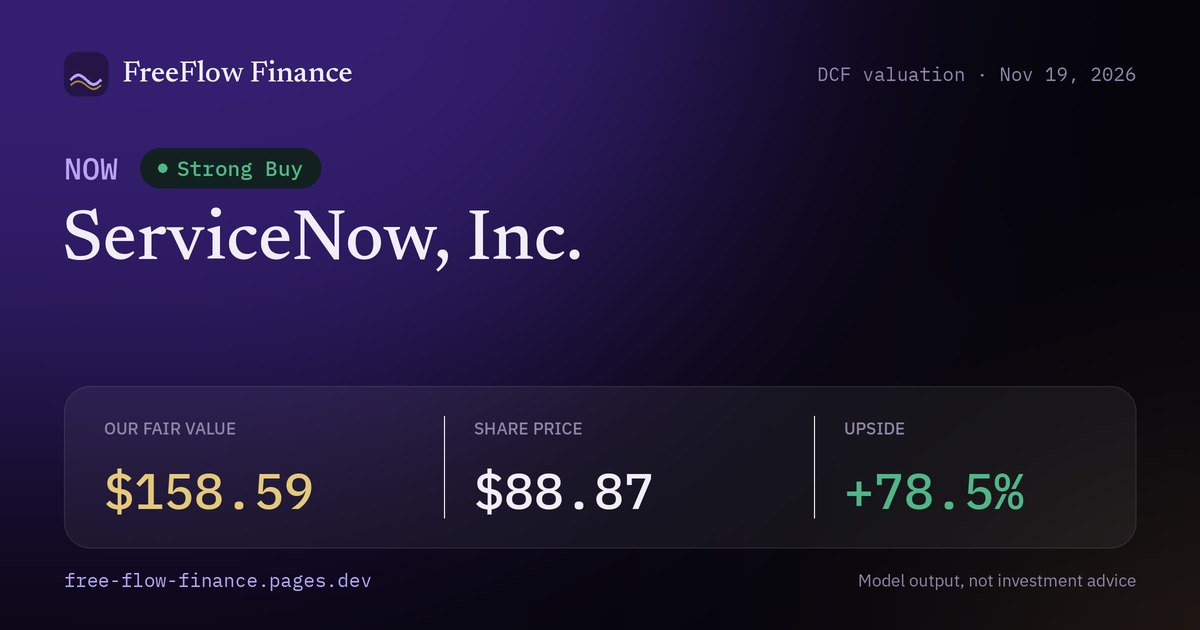 FreeFlow Finance
DCF valuation · Nov 19, 2026
NOW
Strong Buy
ServiceNow, Inc.
OUR FAIR VALUE
$158.59
SHARE PRICE
$88.87
UPSIDE
+78.5%
free-flow-finance.pages.dev
Model output, not investment advice